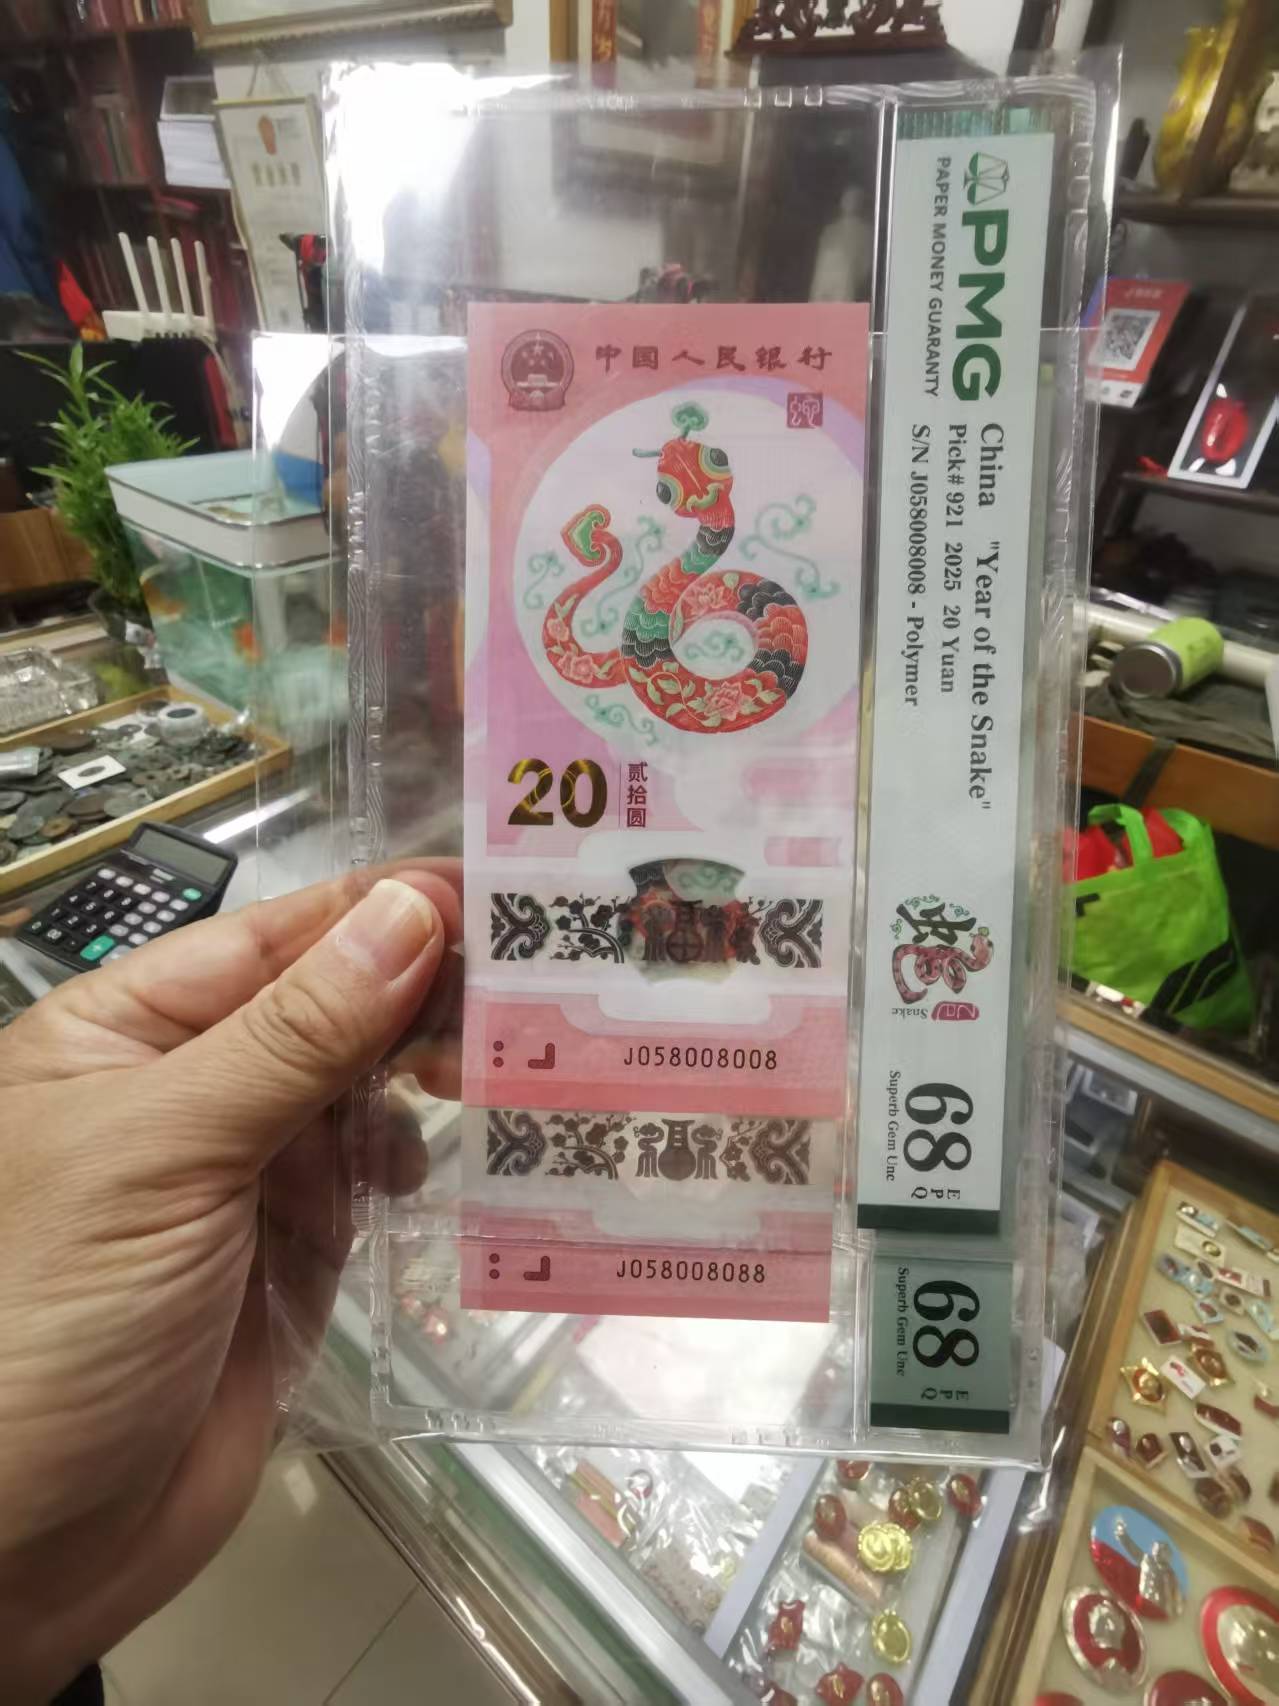 中国人民银行
20
贰
拾
圆
J058008008
J058008088
PMG
PAPER MONEY GUARANTY
China "Year of the Snake"
Pick# 921 2025 20 Yuan
S/N J058008008 - Polymer
Snake
68
EPQ
Superb Gem Unc
68
EPQ
Superb Gem Unc